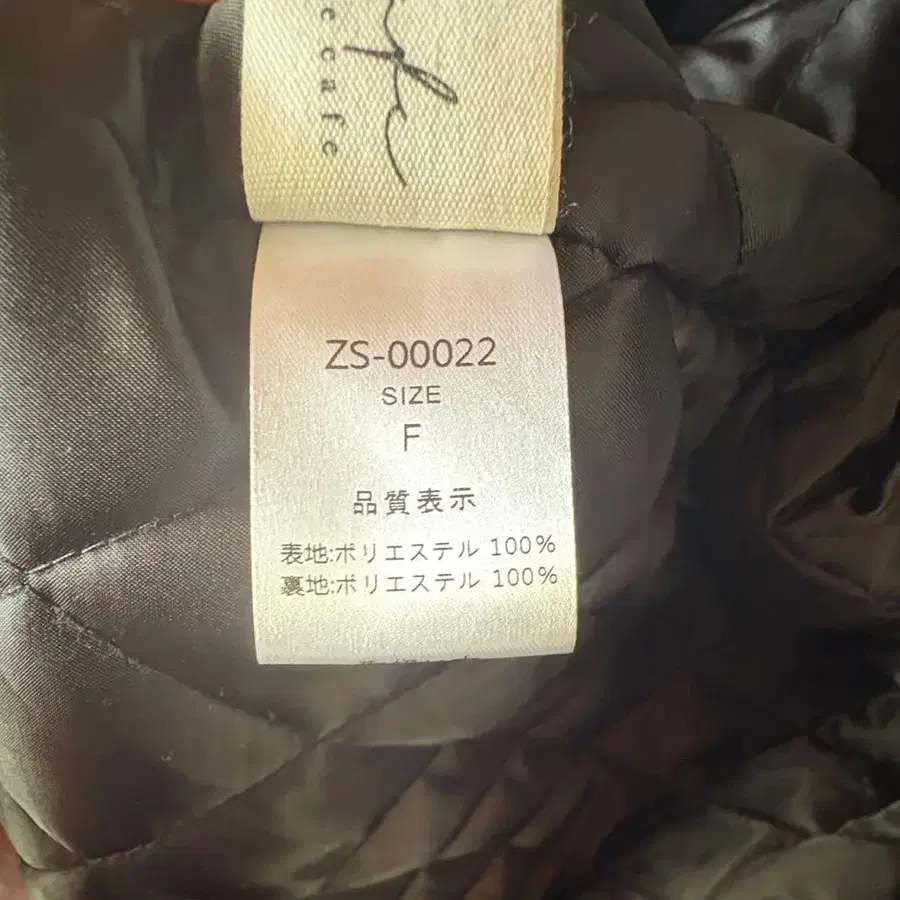 e cafe
ZS-00022
SIZE
F
品質表示
表地:ポリエステル 100%
裏地:ポリエステル 100%